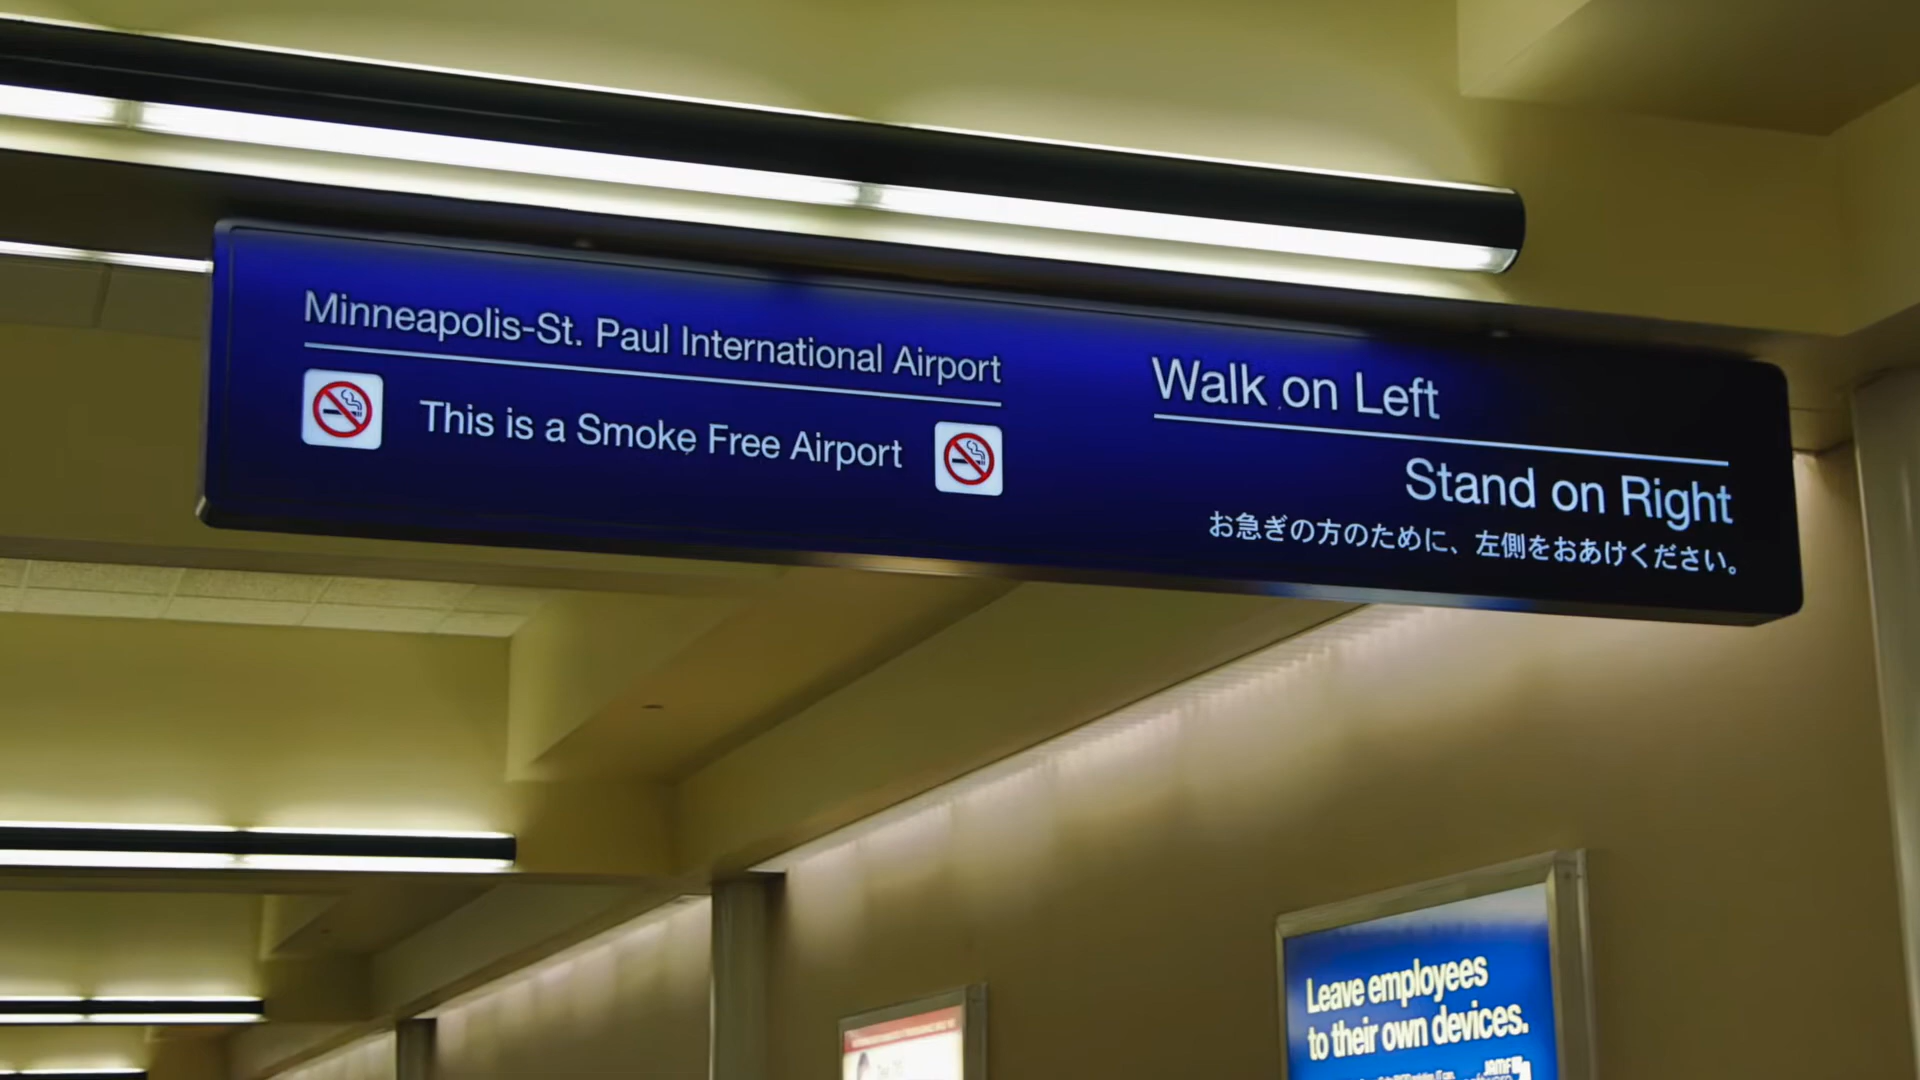 Minneapolis-St. Paul International Airport
This is a Smoke Free Airport
Walk on Left
Stand on Right
お急ぎの方のために、左側をおあけください。
Leave employees
to their own devices.
JAMF
software